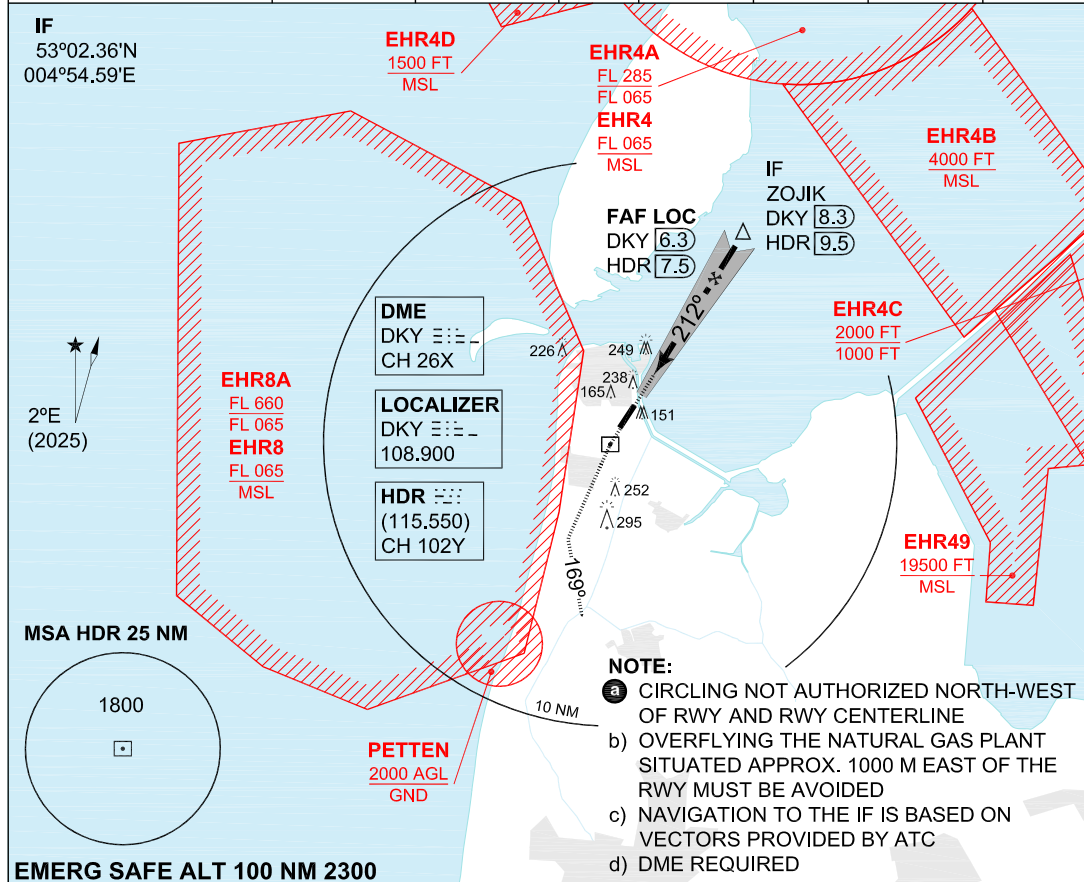 IF
53º02.36'N
004º54.59'E
EHR4D
1500 FT
MSL
EHR4A
FL 285
FL 065
EHR4
FL 065
MSL
EHR4B
4000 FT
MSL
IF
ZOJIK
DKY 8.3
HDR 9.5
FAF LOC
DKY 6.3
HDR 7.5
212º
EHR4C
2000 FT
1000 FT
DME
DKY
CH 26X
LOCALIZER
DKY
108.900
HDR
(115.550)
CH 102Y
226
249
238
165
151
252
295
2ºE
(2025)
EHR8A
FL 660
FL 065
EHR8
FL 065
MSL
169º
EHR49
19500 FT
MSL
MSA HDR 25 NM
1800
10 NM
PETTEN
2000 AGL
GND
NOTE:
a CIRCLING NOT AUTHORIZED NORTH-WEST
OF RWY AND RWY CENTERLINE
b) OVERFLYING THE NATURAL GAS PLANT
SITUATED APPROX. 1000 M EAST OF THE
RWY MUST BE AVOIDED
c) NAVIGATION TO THE IF IS BASED ON
VECTORS PROVIDED BY ATC
d) DME REQUIRED
EMERG SAFE ALT 100 NM 2300